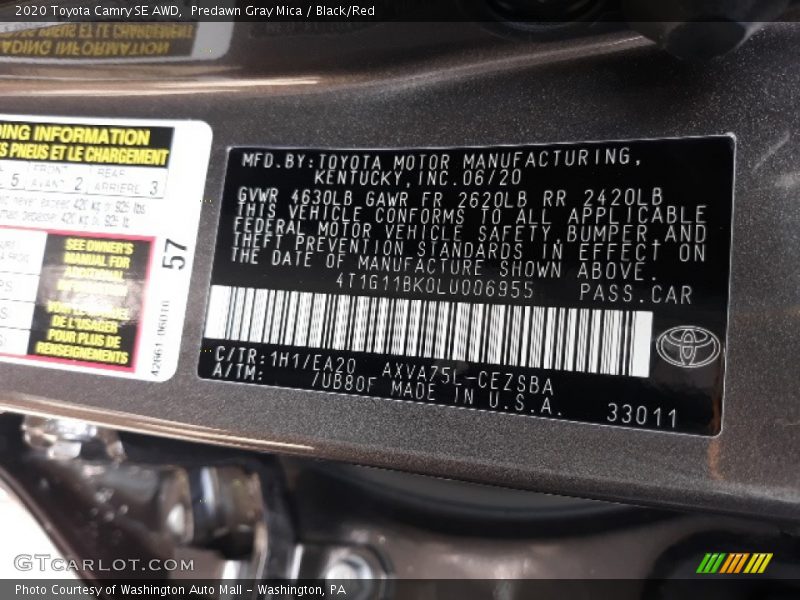 2020 Toyota Camry SE AWD, Predawn Gray Mica / Black/Red
DING INFORMATION
S PNEUS ET LE CHARGEMENT
5 FRONT AVANT 2 REAR ARRIÈRE 3
SEE OWNER'S
MANUAL FOR
ADDITIONAL
DE L'USAGER
POUR PLUS DE
RENSEIGNEMENTS
57
42661-06010
MFD.BY:TOYOTA MOTOR MANUFACTURING,
KENTUCKY,INC.06/20
GVWR 4630LB GAWR FR 2620LB RR 2420LB
THIS VEHICLE CONFORMS TO ALL APPLICABLE
FEDERAL MOTOR VEHICLE SAFETY,BUMPER,AND
THEFT PREVENTION STANDARDS IN EFFECT ON
THE DATE OF MANUFACTURE SHOWN ABOVE.
4T1G11BK0LU006955 PASS.CAR
C/TR:1H1/EA20 AXVA75L-CEZSBA
A/TM: /UB80F MADE IN U.S.A. 33011
GTCARLOT.COM
Photo Courtesy of Washington Auto Mall - Washington, PA